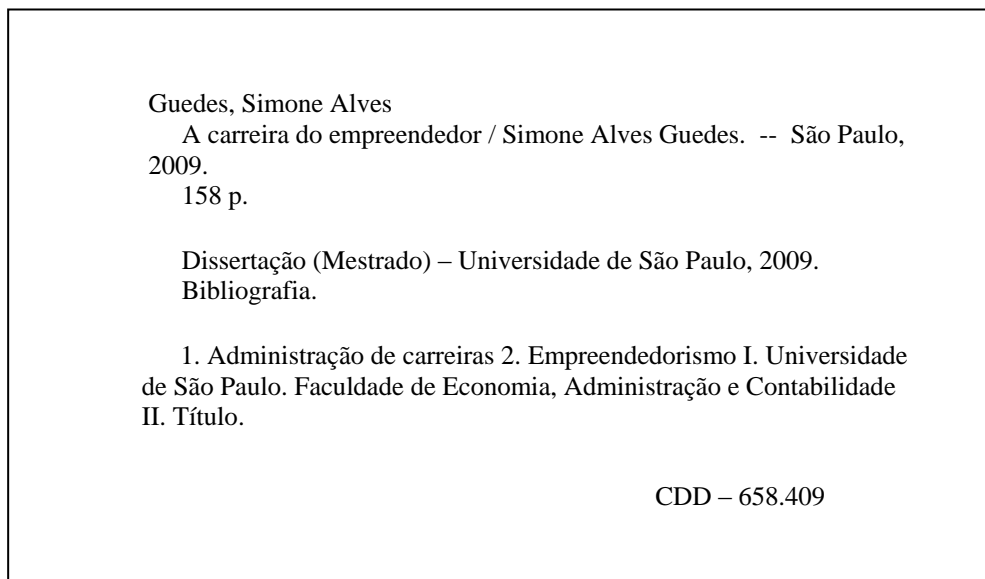 Guedes, Simone Alves
A carreira do empreendedor / Simone Alves Guedes. -- São Paulo,
2009.
158 p.
Dissertação (Mestrado) – Universidade de São Paulo, 2009.
Bibliografia.
1. Administração de carreiras 2. Empreendedorismo I. Universidade
de São Paulo. Faculdade de Economia, Administração e Contabilidade
II. Título.
CDD – 658.409